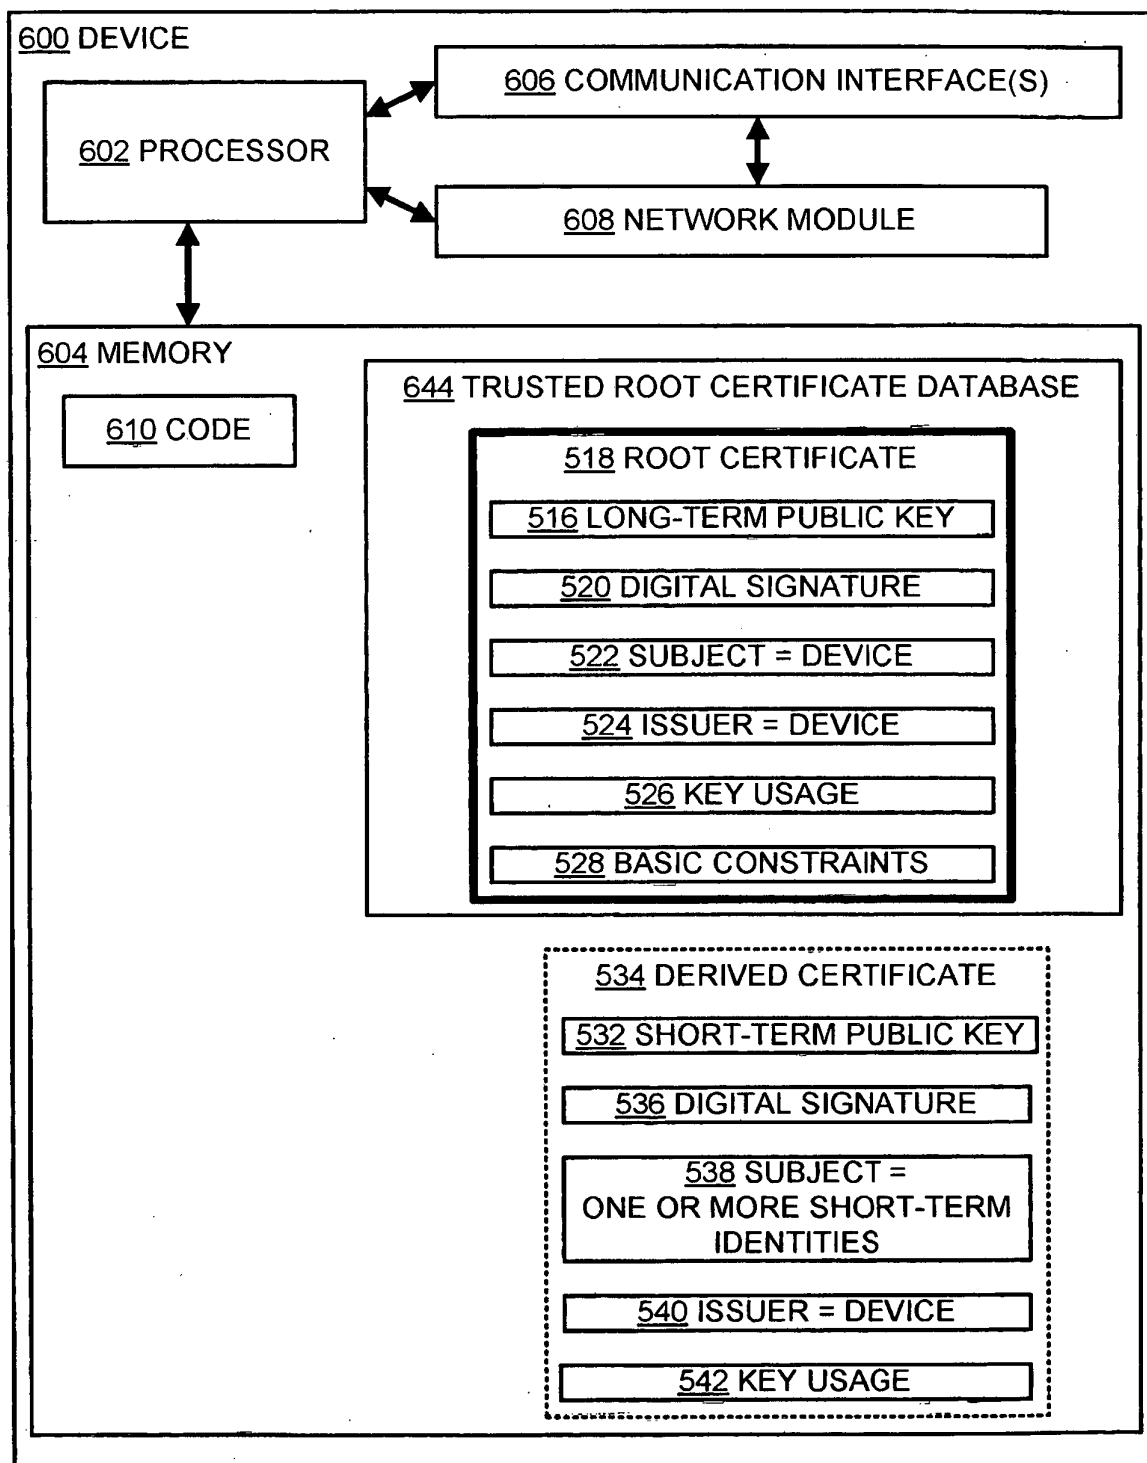 600 DEVICE
606 COMMUNICATION INTERFACE(S)
602 PROCESSOR
608 NETWORK MODULE
604 MEMORY
610 CODE
644 TRUSTED ROOT CERTIFICATE DATABASE
518 ROOT CERTIFICATE
516 LONG-TERM PUBLIC KEY
520 DIGITAL SIGNATURE
522 SUBJECT = DEVICE
524 ISSUER = DEVICE
526 KEY USAGE
528 BASIC CONSTRAINTS
534 DERIVED CERTIFICATE
532 SHORT-TERM PUBLIC KEY
536 DIGITAL SIGNATURE
538 SUBJECT =
ONE OR MORE SHORT-TERM
IDENTITIES
540 ISSUER = DEVICE
542 KEY USAGE